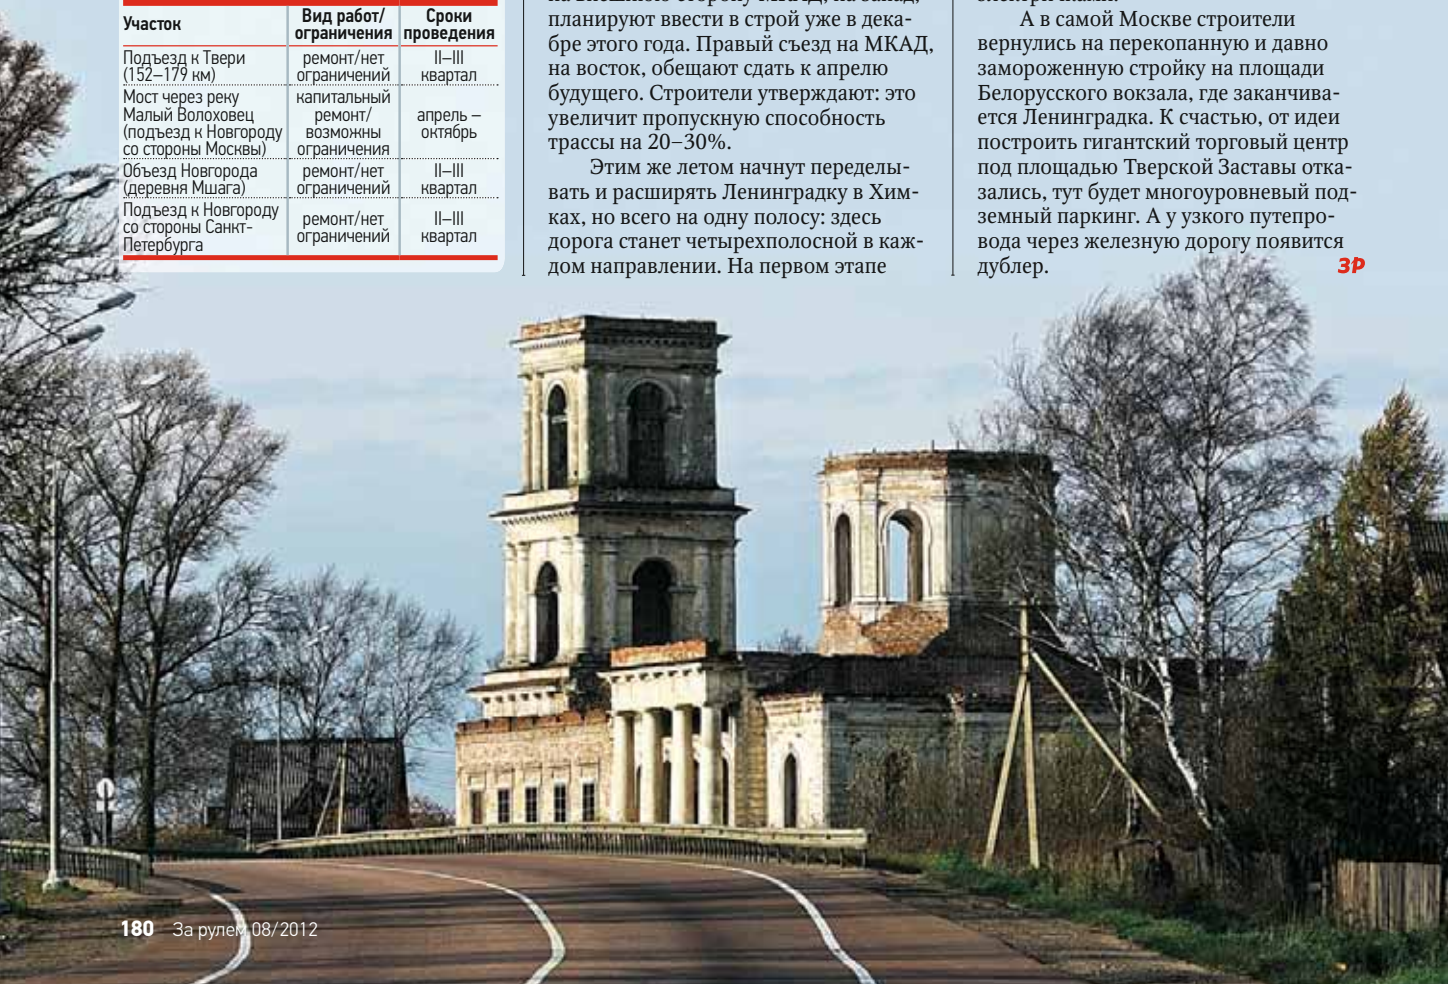 Участок
Вид работ/
ограничения
Сроки
проведения
Подъезд к Твери
(152–179 км)
ремонт/нет
ограничений
II–III
квартал
Мост через реку
Малый Волоховец
(подъезд к Новгороду
со стороны Москвы)
капитальный
ремонт/
возможны
ограничения
апрель –
октябрь
Объезд Новгорода
(деревня Мшага)
ремонт/нет
ограничений
II–III
квартал
Подъезд к Новгороду
со стороны Санкт-
Петербурга
ремонт/нет
ограничений
II–III
квартал
планируют ввести в строй уже в дека-
бре этого года. Правый съезд на МКАД,
на восток, обещают сдать к апрелю
будущего. Строители утверждают: это
увеличит пропускную способность
трассы на 20–30%.
Этим же летом начнут переделы-
вать и расширять Ленинградку в Хим-
ках, но всего на одну полосу: здесь
дорога станет четырехполосной в каж-
дом направлении. На первом этапе
А в самой Москве строители
вернулись на перекопанную и давно
замороженную стройку на площади
Белорусского вокзала, где заканчива-
ется Ленинградка. К счастью, от идеи
построить гигантский торговый центр
под площадью Тверской Заставы отка-
зались, тут будет многоуровневый под-
земный паркинг. А у узкого путепро-
вода через железную дорогу появится
дублер.
ЗР
180 За рулем 08/2012